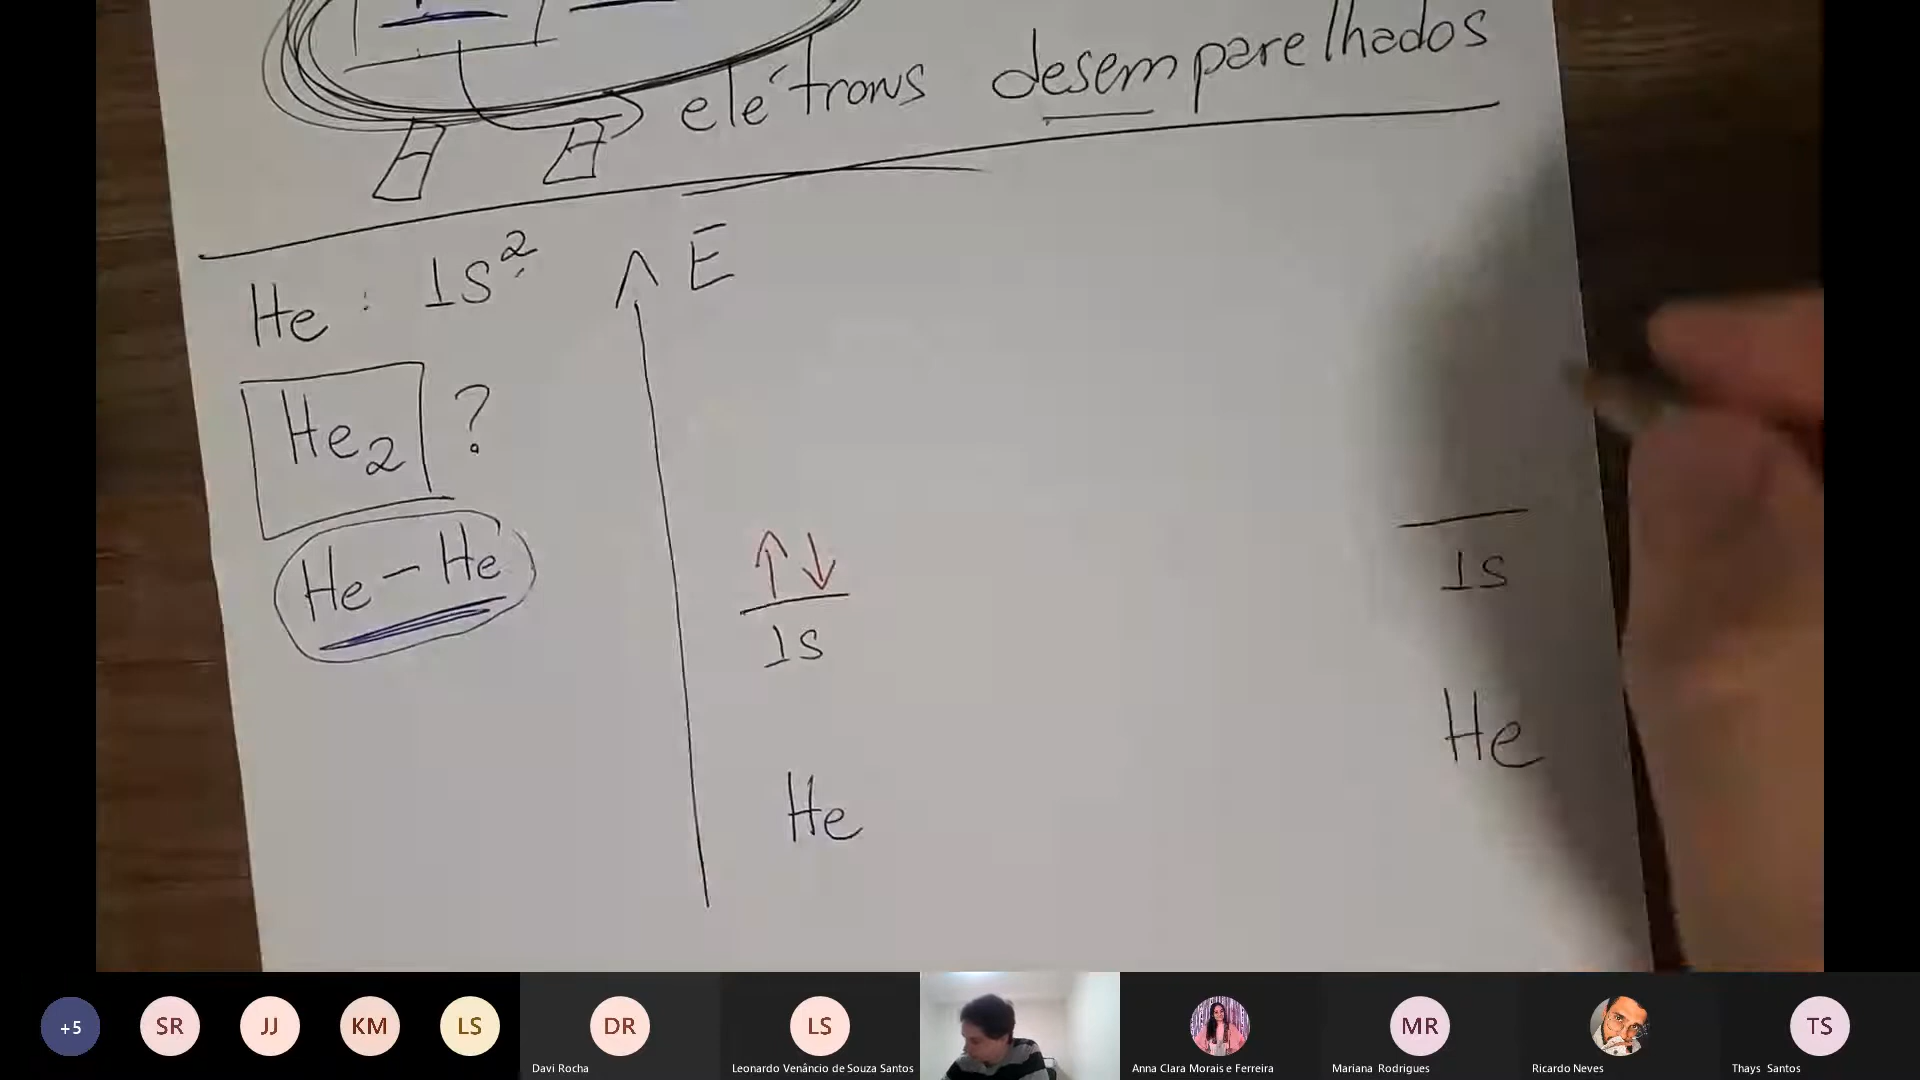 elétrons desemparelhados
He : 1S²
E
He₂ ?
He – He
1S
1S
He
He
+5
SR
JJ
KM
LS
DR
LS
MR
TS
Davi Rocha
Leonardo Venâncio de Souza Santos
Anna Clara Morais e Ferreira
Mariana Rodrigues
Ricardo Neves
Thays Santos